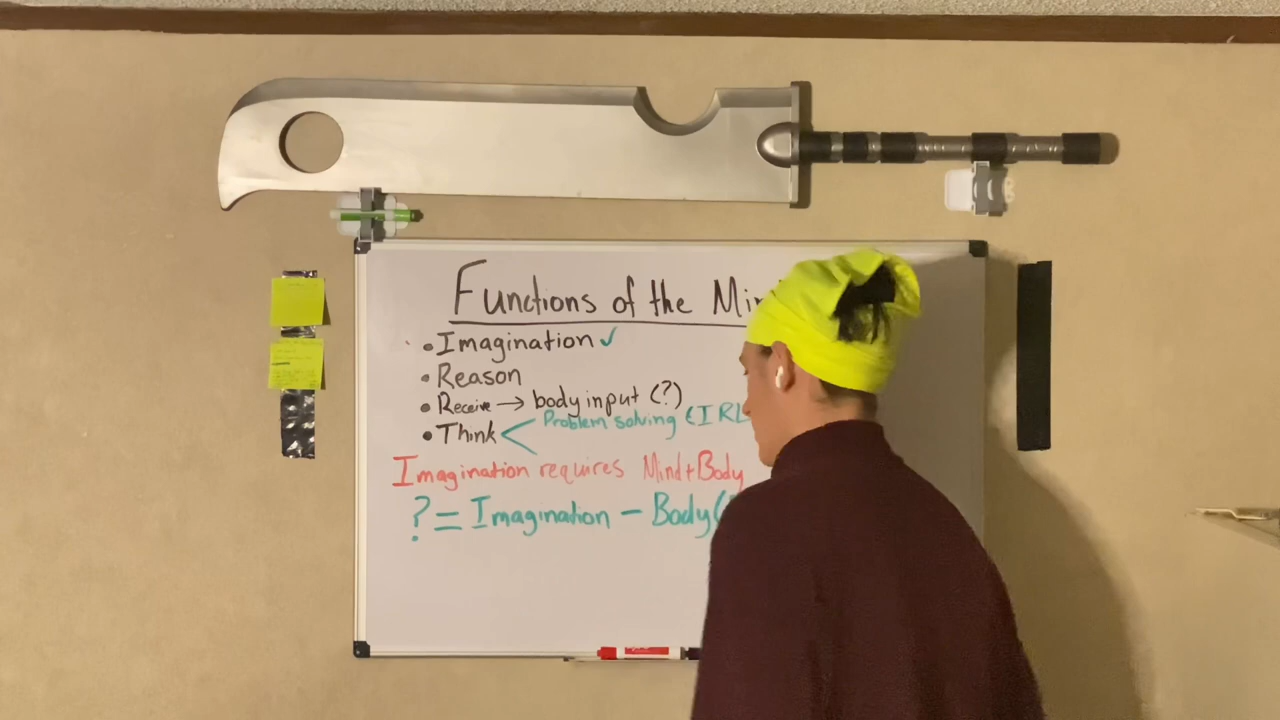 Functions of the Min
• Imagination ✓
• Reason
• Receive → body input (?)
• Think < Problem solving (IRL
Imagination requires Mind+Body
? = Imagination – Body(